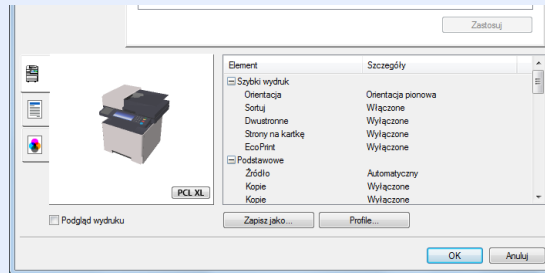 Zastosuj
Element Szczegóły
Szybki wydruk
Orientacja Orientacja pionowa
Sortuj Włączone
Dwustronne Wyłączone
Strony na kartkę Wyłączone
EcoPrint Wyłączone
Podstawowe
Źródło Automatyczny
Kopie Wyłączone
Kopie Wyłączone
PCL XL
Podgląd wydruku Zapisz jako... Profile...
OK Anuluj